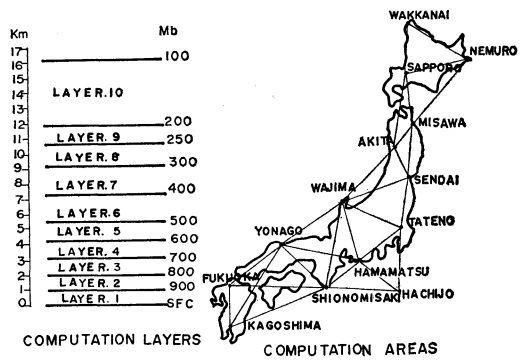 Km
Mb
17
16
15
14
13
12
11
10
9
8
7
6
5
4
3
2
1
0
100
LAYER.10
200
LAYER. 9
250
LAYER. 8
300
LAYER.7
400
LAYER.6
500
LAYER. 5
600
LAYER. 4
700
LAYER. 3
800
LAYER. 2
900
LAYER. 1
SFC
COMPUTATION LAYERS
WAKKANAI
NEMURO
SAPPORO
MISAWA
AKITA
SENDAI
WAJIMA
TATENO
YONAGO
HAMAMATSU
FUKUOKA
SHIONOMISAK
HACHIJO
KAGOSHIMA
COMPUTATION AREAS